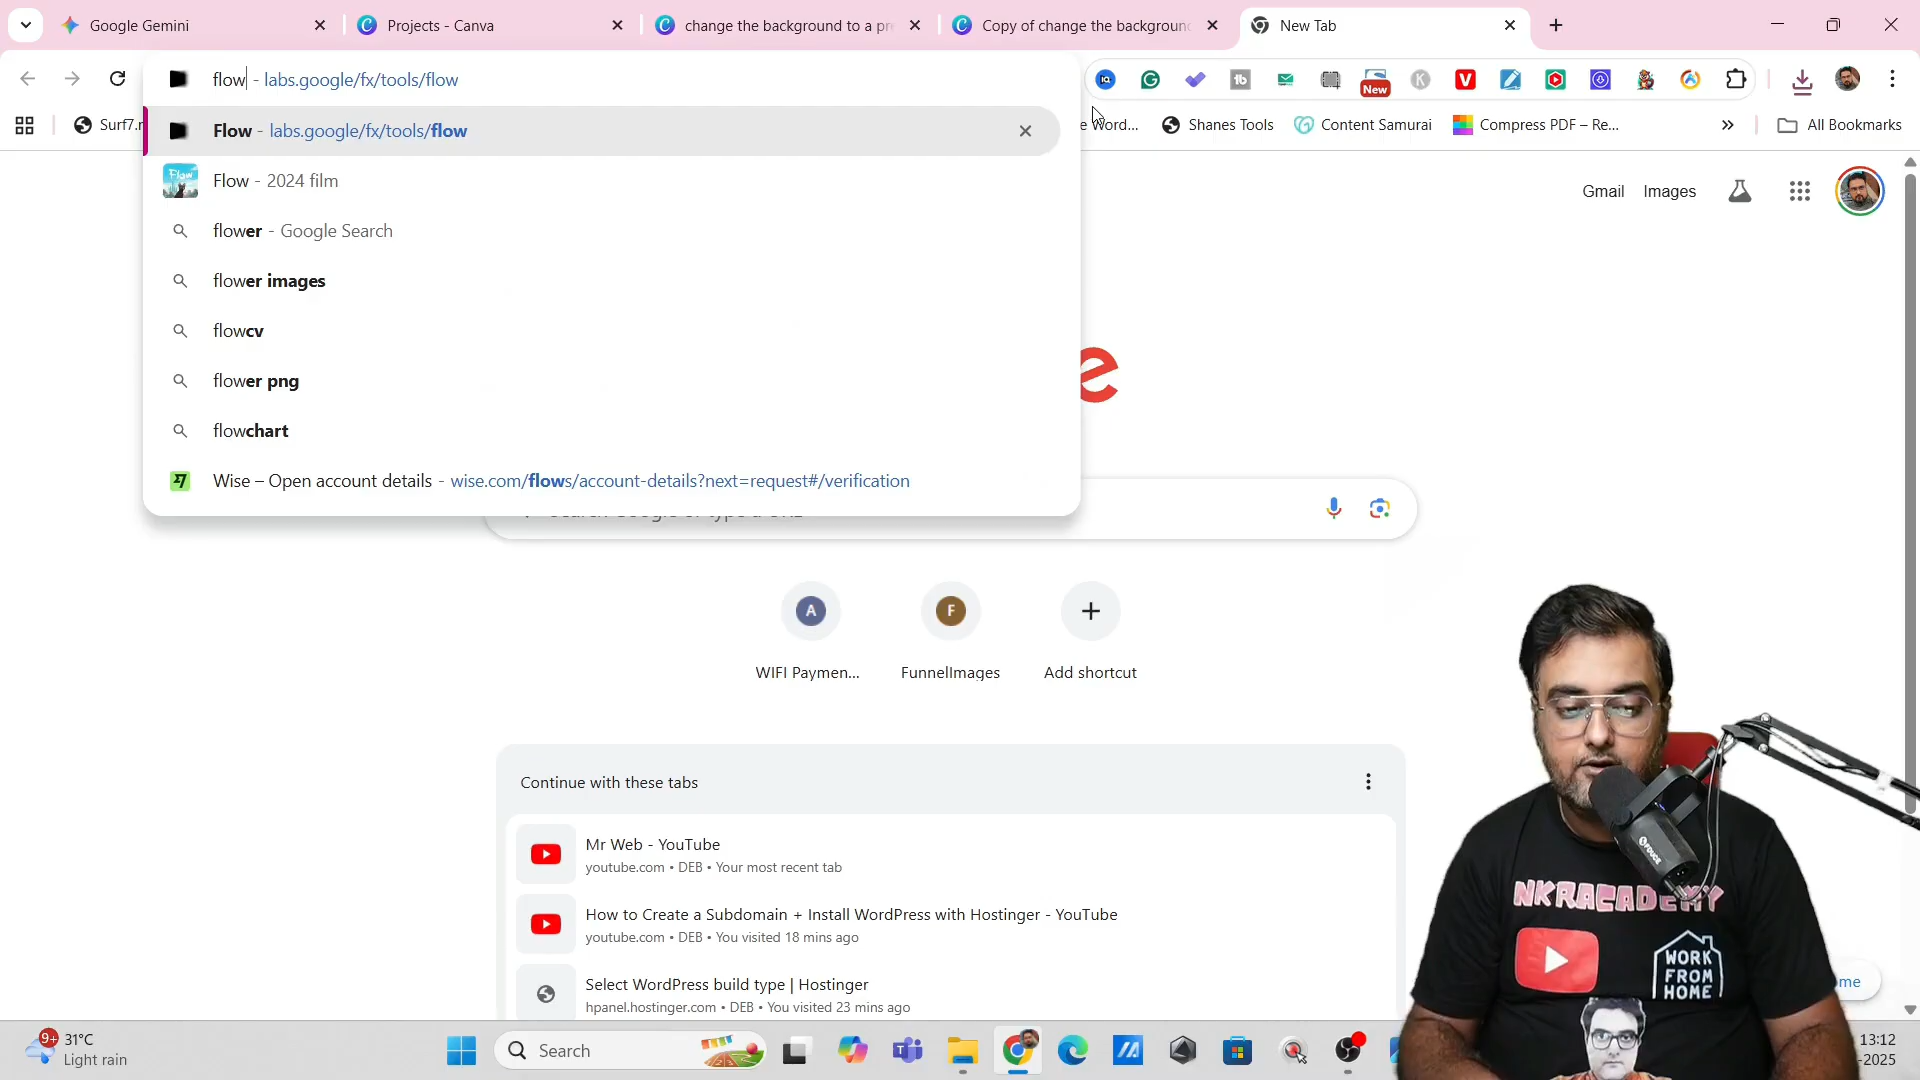 Google Gemini
Projects - Canva
change the background to a pr
Copy of change the background
New Tab
flow - labs.google/fx/tools/flow
New
Surf7.r
e Word...
Shanes Tools
Content Samurai
Compress PDF – Re...
»
All Bookmarks
Flow - labs.google/fx/tools/flow
Flow - 2024 film
flower - Google Search
flower images
flowcv
flower png
flowchart
Wise – Open account details - wise.com/flows/account-details?next=request#/verification
Gmail
Images
e
A
F
WIFI Paymen...
FunnelImages
Add shortcut
Continue with these tabs
Mr Web - YouTube
youtube.com • DEB • Your most recent tab
How to Create a Subdomain + Install WordPress with Hostinger - YouTube
youtube.com • DEB • You visited 18 mins ago
Select WordPress build type | Hostinger
hpanel.hostinger.com • DEB • You visited 23 mins ago
NKRACADEMY
WORK
FROM
HOME
me
9+
31°C
Light rain
Search
13:12
-2025